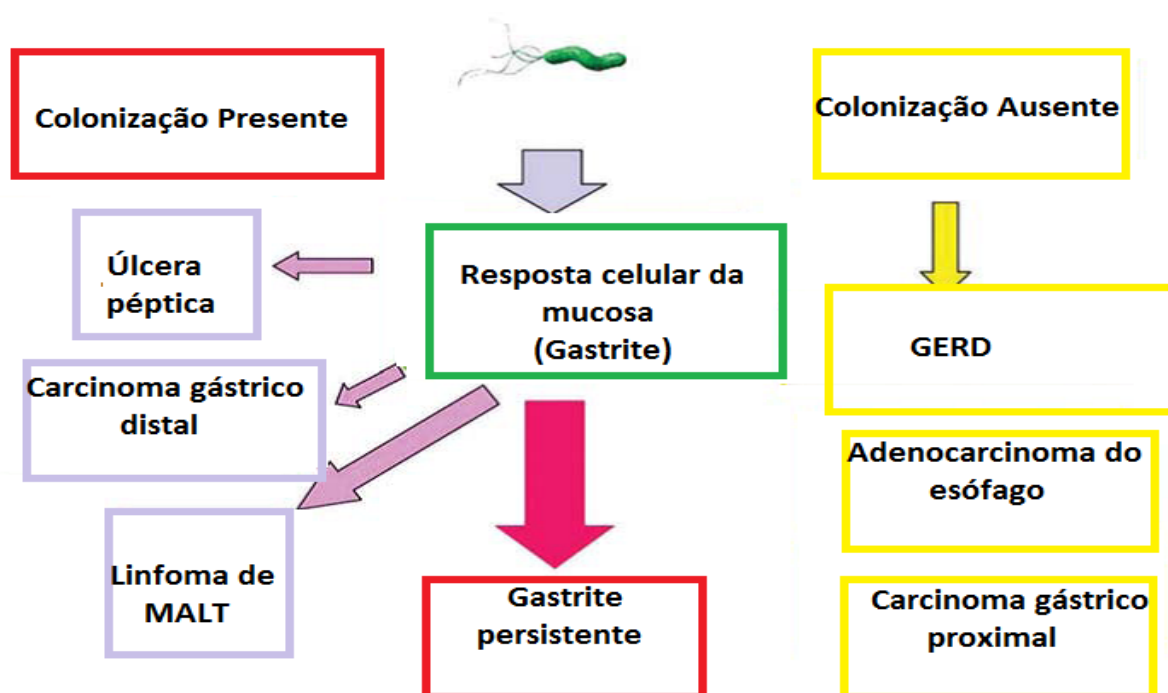 Colonização Presente
Colonização Ausente
Úlcera
péptica
Resposta celular da
mucosa
(Gastrite)
GERD
Carcinoma gástrico
distal
Adenocarcinoma do
esófago
Linfoma de
MALT
Gastrite
persistente
Carcinoma gástrico
proximal